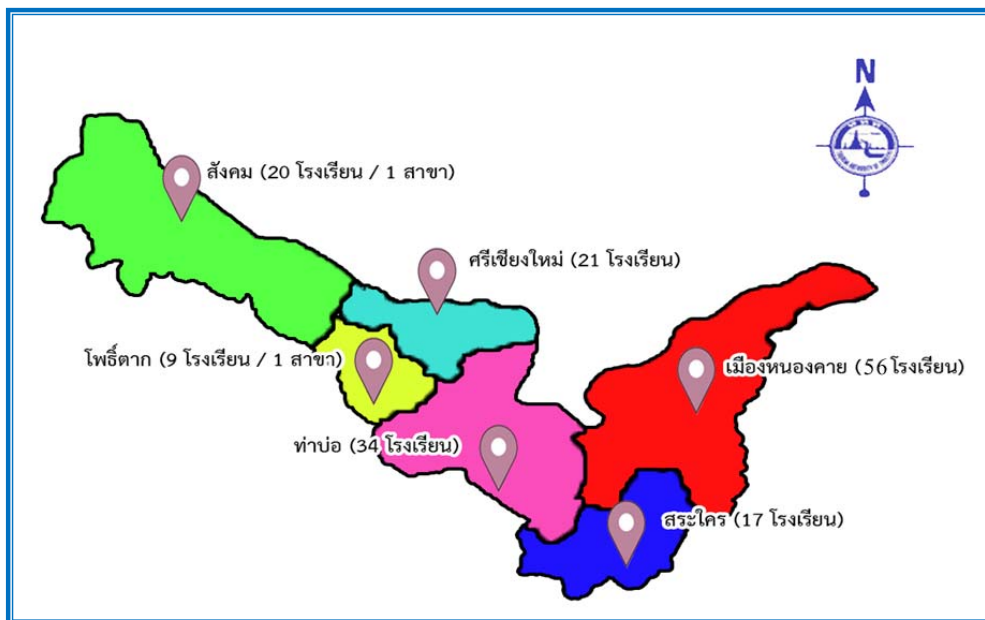 N
สังคม (20 โรงเรียน / 1 สาขา)
ศรีเชียงใหม่ (21 โรงเรียน)
โพธิ์ตาก (9 โรงเรียน / 1 สาขา)
เมืองหนองคาย (56 โรงเรียน)
ท่าบ่อ (34 โรงเรียน)
สระใคร (17 โรงเรียน)